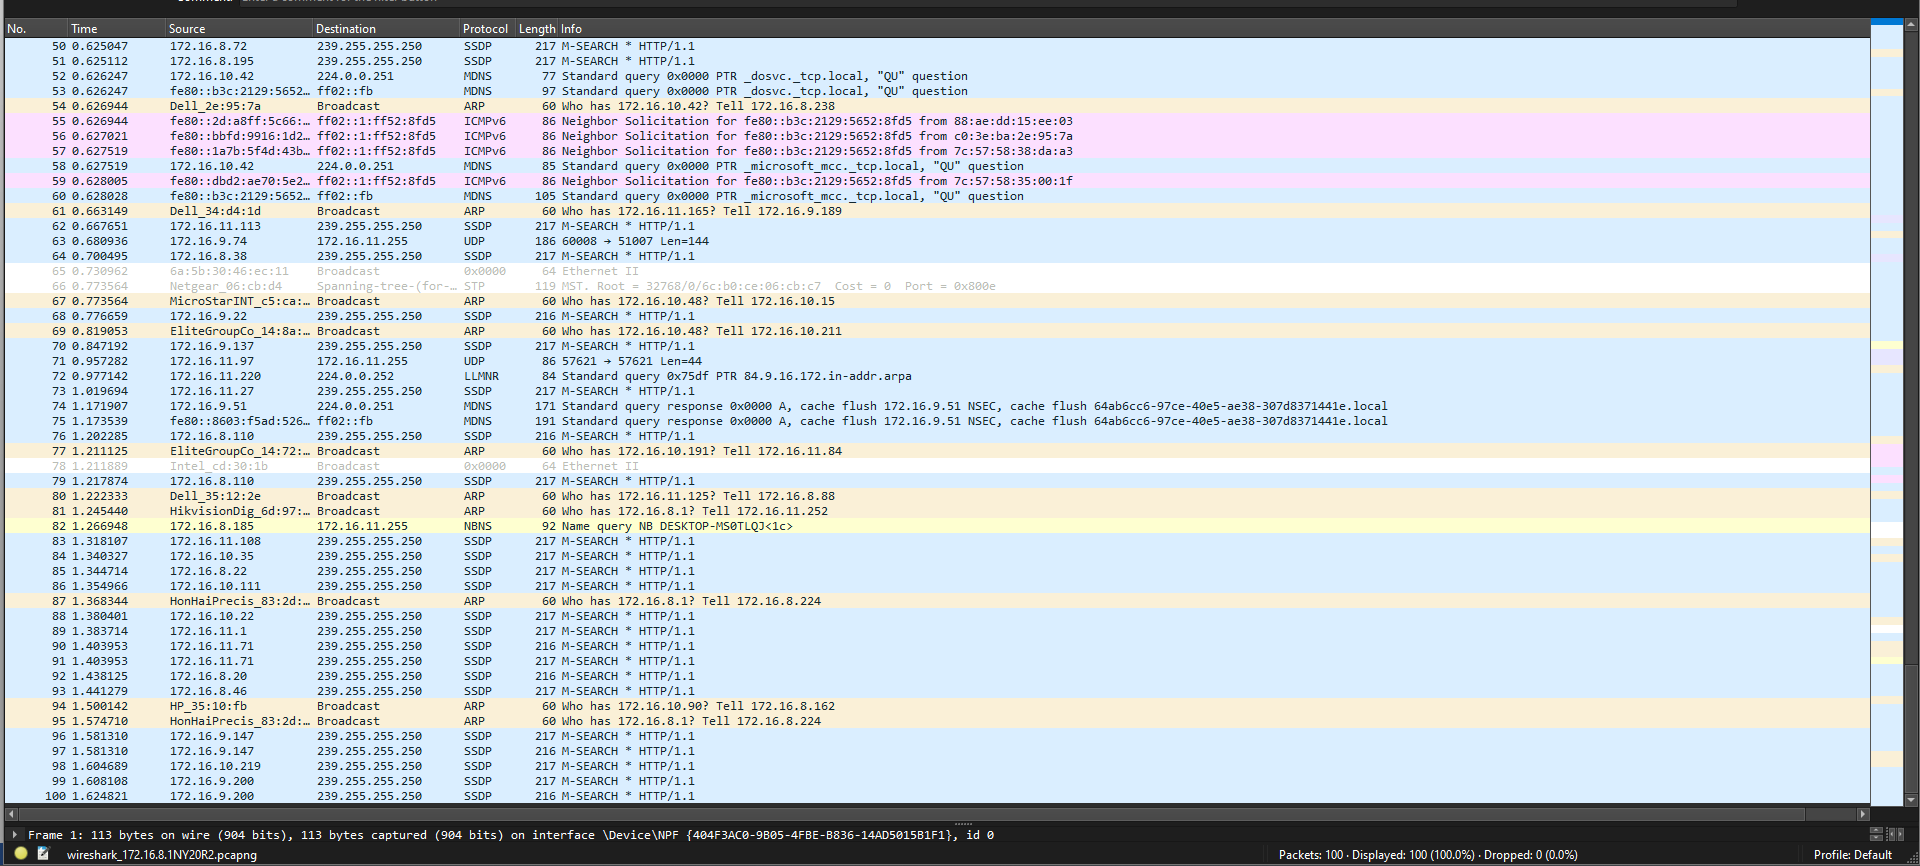 No. Time Source Destination Protocol Length Info
50 0.625047 172.16.8.72 239.255.255.250 SSDP 217 M-SEARCH * HTTP/1.1
51 0.625112 172.16.8.195 239.255.255.250 SSDP 217 M-SEARCH * HTTP/1.1
52 0.626247 172.16.10.42 224.0.0.251 MDNS 77 Standard query 0x0000 PTR _dosvc._tcp.local, "QU" question
53 0.626247 fe80::b3c:2129:5652… ff02::fb MDNS 97 Standard query 0x0000 PTR _dosvc._tcp.local, "QU" question
54 0.626944 Dell_2e:95:7a Broadcast ARP 60 Who has 172.16.10.42? Tell 172.16.8.238
55 0.626944 fe80::2d:a8ff:5c66:… ff02::1:ff52:8fd5 ICMPv6 86 Neighbor Solicitation for fe80::b3c:2129:5652:8fd5 from 88:ae:dd:15:ee:03
56 0.627021 fe80::bbfd:9916:1d2… ff02::1:ff52:8fd5 ICMPv6 86 Neighbor Solicitation for fe80::b3c:2129:5652:8fd5 from c0:3e:ba:2e:95:7a
57 0.627519 fe80::1a7b:5f4d:43b… ff02::1:ff52:8fd5 ICMPv6 86 Neighbor Solicitation for fe80::b3c:2129:5652:8fd5 from 7c:57:58:38:da:a3
58 0.627519 172.16.10.42 224.0.0.251 MDNS 85 Standard query 0x0000 PTR _microsoft_mcc._tcp.local, "QU" question
59 0.628005 fe80::dbd2:ae70:5e2… ff02::1:ff52:8fd5 ICMPv6 86 Neighbor Solicitation for fe80::b3c:2129:5652:8fd5 from 7c:57:58:35:00:1f
60 0.628028 fe80::b3c:2129:5652… ff02::fb MDNS 105 Standard query 0x0000 PTR _microsoft_mcc._tcp.local, "QU" question
61 0.663149 Dell_34:d4:1d Broadcast ARP 60 Who has 172.16.11.165? Tell 172.16.9.189
62 0.667651 172.16.11.113 239.255.255.250 SSDP 217 M-SEARCH * HTTP/1.1
63 0.680936 172.16.9.74 172.16.11.255 UDP 186 60008 → 51007 Len=144
64 0.700495 172.16.8.38 239.255.255.250 SSDP 217 M-SEARCH * HTTP/1.1
65 0.730962 6a:5b:30:46:ec:11 Broadcast 0x0000 64 Ethernet II
66 0.773564 Netgear_06:cb:d4 Spanning-tree-(for-… STP 119 MST. Root = 32768/0/6c:b0:ce:06:cb:c7 Cost = 0 Port = 0x800e
67 0.773564 MicroStarINT_c5:ca:… Broadcast ARP 60 Who has 172.16.10.48? Tell 172.16.10.15
68 0.776659 172.16.9.22 239.255.255.250 SSDP 216 M-SEARCH * HTTP/1.1
69 0.819053 EliteGroupCo_14:8a:… Broadcast ARP 60 Who has 172.16.10.48? Tell 172.16.10.211
70 0.847192 172.16.9.137 239.255.255.250 SSDP 217 M-SEARCH * HTTP/1.1
71 0.957282 172.16.11.97 172.16.11.255 UDP 86 57621 → 57621 Len=44
72 0.977142 172.16.11.220 224.0.0.252 LLMNR 84 Standard query 0x75df PTR 84.9.16.172.in-addr.arpa
73 1.019694 172.16.11.27 239.255.255.250 SSDP 217 M-SEARCH * HTTP/1.1
74 1.171907 172.16.9.51 224.0.0.251 MDNS 171 Standard query response 0x0000 A, cache flush 172.16.9.51 NSEC, cache flush 64ab6cc6-97ce-40e5-ae38-307d8371441e.local
75 1.173539 fe80::8603:f5ad:526… ff02::fb MDNS 191 Standard query response 0x0000 A, cache flush 172.16.9.51 NSEC, cache flush 64ab6cc6-97ce-40e5-ae38-307d8371441e.local
76 1.202285 172.16.8.110 239.255.255.250 SSDP 216 M-SEARCH * HTTP/1.1
77 1.211125 EliteGroupCo_14:72:… Broadcast ARP 60 Who has 172.16.10.191? Tell 172.16.11.84
78 1.211889 Intel_cd:30:1b Broadcast 0x0000 64 Ethernet II
79 1.217874 172.16.8.110 239.255.255.250 SSDP 217 M-SEARCH * HTTP/1.1
80 1.222333 Dell_35:12:2e Broadcast ARP 60 Who has 172.16.11.125? Tell 172.16.8.88
81 1.245440 HikvisionDig_6d:97:… Broadcast ARP 60 Who has 172.16.8.1? Tell 172.16.11.252
82 1.266948 172.16.8.185 172.16.11.255 NBNS 92 Name query NB DESKTOP-MS0TLQJ<1c>
83 1.318107 172.16.11.108 239.255.255.250 SSDP 217 M-SEARCH * HTTP/1.1
84 1.340327 172.16.10.35 239.255.255.250 SSDP 217 M-SEARCH * HTTP/1.1
85 1.344714 172.16.8.22 239.255.255.250 SSDP 217 M-SEARCH * HTTP/1.1
86 1.354966 172.16.10.111 239.255.255.250 SSDP 217 M-SEARCH * HTTP/1.1
87 1.368344 HonHaiPrecis_83:2d:… Broadcast ARP 60 Who has 172.16.8.1? Tell 172.16.8.224
88 1.380401 172.16.10.22 239.255.255.250 SSDP 217 M-SEARCH * HTTP/1.1
89 1.383714 172.16.11.1 239.255.255.250 SSDP 217 M-SEARCH * HTTP/1.1
90 1.403953 172.16.11.71 239.255.255.250 SSDP 216 M-SEARCH * HTTP/1.1
91 1.403953 172.16.11.71 239.255.255.250 SSDP 217 M-SEARCH * HTTP/1.1
92 1.438125 172.16.8.20 239.255.255.250 SSDP 216 M-SEARCH * HTTP/1.1
93 1.441279 172.16.8.46 239.255.255.250 SSDP 217 M-SEARCH * HTTP/1.1
94 1.500142 HP_35:10:fb Broadcast ARP 60 Who has 172.16.10.90? Tell 172.16.8.162
95 1.574710 HonHaiPrecis_83:2d:… Broadcast ARP 60 Who has 172.16.8.1? Tell 172.16.8.224
96 1.581310 172.16.9.147 239.255.255.250 SSDP 217 M-SEARCH * HTTP/1.1
97 1.581310 172.16.9.147 239.255.255.250 SSDP 216 M-SEARCH * HTTP/1.1
98 1.604689 172.16.10.219 239.255.255.250 SSDP 217 M-SEARCH * HTTP/1.1
99 1.608108 172.16.9.200 239.255.255.250 SSDP 217 M-SEARCH * HTTP/1.1
100 1.624821 172.16.9.200 239.255.255.250 SSDP 216 M-SEARCH * HTTP/1.1
Frame 1: 113 bytes on wire (904 bits), 113 bytes captured (904 bits) on interface \Device\NPF {404F3AC0-9B05-4FBE-B836-14AD5015B1F1}, id 0
wireshark_172.16.8.1NY20R2.pcapng Packets: 100 · Displayed: 100 (100.0%) · Dropped: 0 (0.0%) Profile: Default